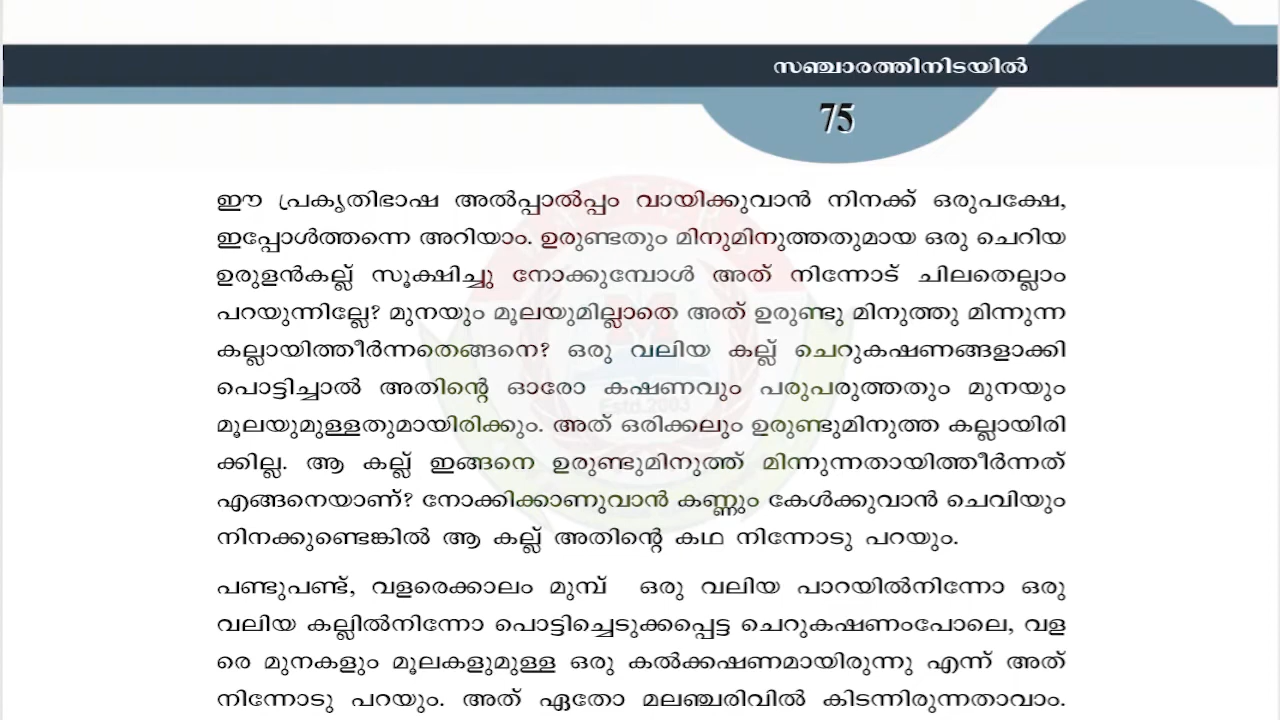 സഞ്ചാരത്തിനിടയിൽ
75
ഈ പ്രകൃതിഭാഷ അൽപ്പാൽപ്പം വായിക്കുവാൻ നിനക്ക് ഒരുപക്ഷേ,
ഇപ്പോൾത്തന്നെ അറിയാം. ഉരുണ്ടതും മിനുമിനുത്തതുമായ ഒരു ചെറിയ
ഉരുളൻകല്ല് സൂക്ഷിച്ചു നോക്കുമ്പോൾ അത് നിന്നോട് ചിലതെല്ലാം
പറയുന്നില്ലേ? മുനയും മൂലയുമില്ലാതെ അത് ഉരുണ്ടു മിനുത്തു മിന്നുന്ന
കല്ലായിത്തീർന്നതെങ്ങനെ? ഒരു വലിയ കല്ല് ചെറുകഷണങ്ങളാക്കി
പൊട്ടിച്ചാൽ അതിന്റെ ഓരോ കഷണവും പരുപരുത്തതും മുനയും
മൂലയുമുള്ളതുമായിരിക്കും. അത് ഒരിക്കലും ഉരുണ്ടുമിനുത്ത കല്ലായിരി
ക്കില്ല. ആ കല്ല് ഇങ്ങനെ ഉരുണ്ടുമിനുത്ത് മിന്നുന്നതായിത്തീർന്നത്
എങ്ങനെയാണ്? നോക്കിക്കാണുവാൻ കണ്ണും കേൾക്കുവാൻ ചെവിയും
നിനക്കുണ്ടെങ്കിൽ ആ കല്ല് അതിന്റെ കഥ നിന്നോടു പറയും.
പണ്ടുപണ്ട്, വളരെക്കാലം മുമ്പ് ഒരു വലിയ പാറയിൽനിന്നോ ഒരു
വലിയ കല്ലിൽനിന്നോ പൊട്ടിച്ചെടുക്കപ്പെട്ട ചെറുകഷണംപോലെ, വള
രെ മുനകളും മൂലകളുമുള്ള ഒരു കൽക്കഷണമായിരുന്നു എന്ന് അത്
നിന്നോടു പറയും. അത് ഏതോ മലഞ്ചരിവിൽ കിടന്നിരുന്നതാവാം.
Estd.2003